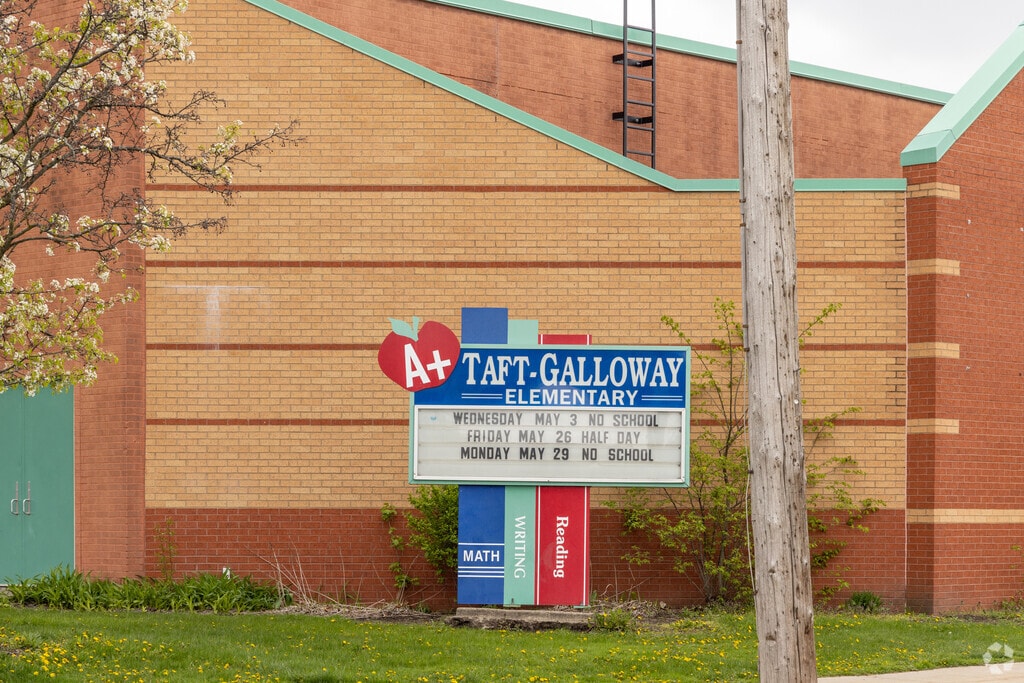 A+
TAFT-GALLOWAY
ELEMENTARY
WEDNESDAY MAY 3 NO SCHOOL
FRIDAY MAY 26 HALF DAY
MONDAY MAY 29 NO SCHOOL
MATH
WRITING
Reading